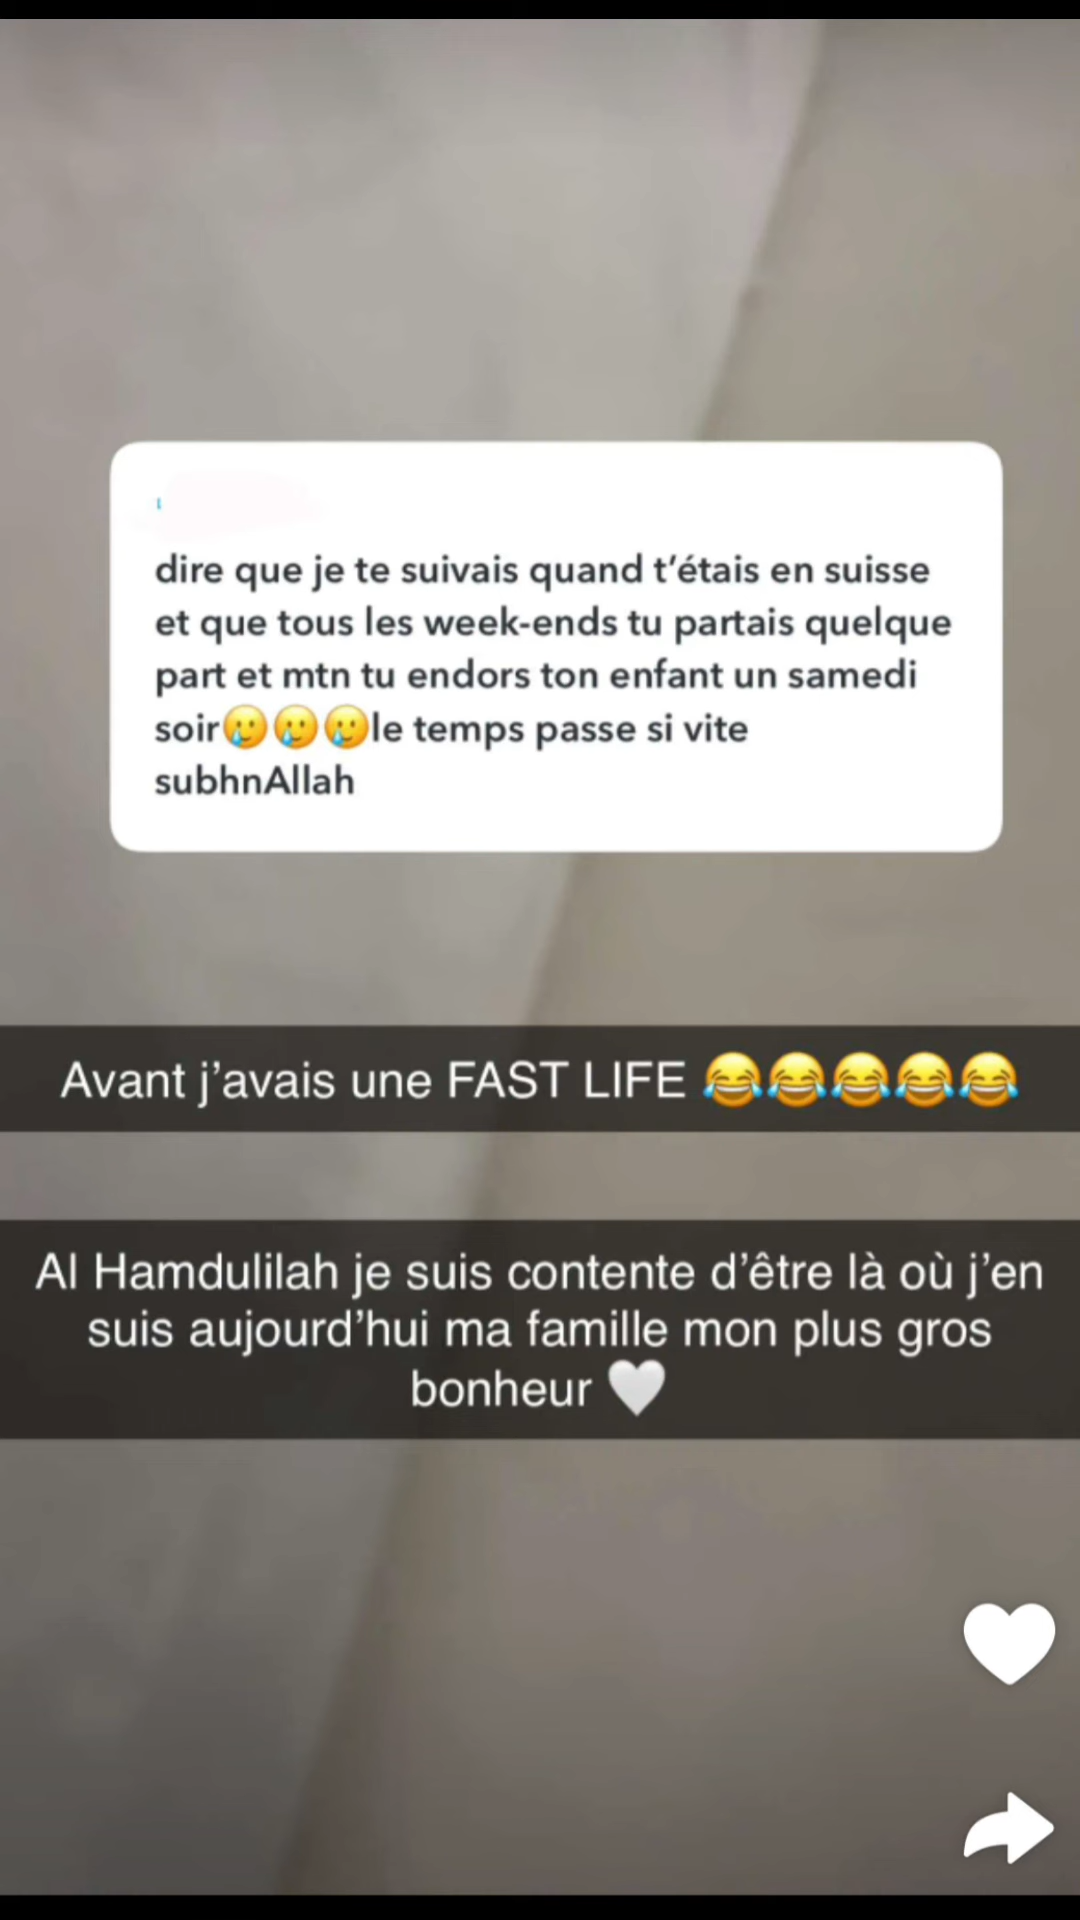 dire que je te suivais quand t’étais en suisse
et que tous les week-ends tu partais quelque
part et mtn tu endors ton enfant un samedi
soir🥲🥲🥲le temps passe si vite
subhnAllah
Avant j’avais une FAST LIFE 😂😂😂😂😂
Al Hamdulilah je suis contente d’être là où j’en
suis aujourd’hui ma famille mon plus gros
bonheur 🤍